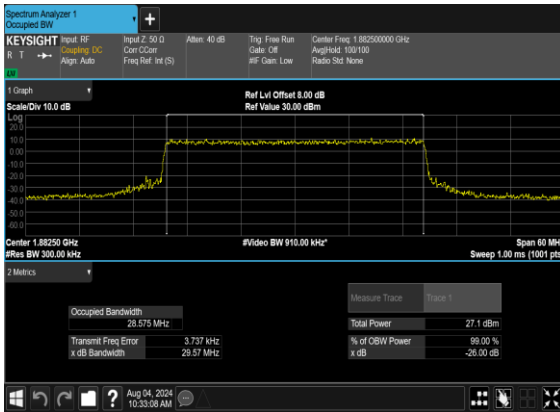 Spectrum Analyzer 1
Occupied BW
+
KEYSIGHT
R T
Input: RF
Coupling: DC
Align: Auto
Input Z: 50 Ω
Corr CCorr
Freq Ref: Int (S)
Atten: 40 dB
Trig: Free Run
Gate: Off
#IF Gain: Low
Center Freq: 1.882500000 GHz
Avg|Hold: 100/100
Radio Std: None
1 Graph
Scale/Div 10.0 dB
Ref Lvl Offset 8.00 dB
Ref Value 30.00 dBm
Log
20.0
10.0
0.00
-10.0
-20.0
-30.0
-40.0
-50.0
-60.0
Center 1.88250 GHz
#Res BW 300.00 kHz
#Video BW 910.00 kHz*
Span 60 MH
Sweep 1.00 ms (1001 pts
2 Metrics
Measure Trace
Trace 1
Occupied Bandwidth
28.575 MHz
Total Power
27.1 dBm
Transmit Freq Error
3.737 kHz
% of OBW Power
99.00 %
x dB Bandwidth
29.57 MHz
x dB
-26.00 dB
?
Aug 04, 2024
10:33:08 AM